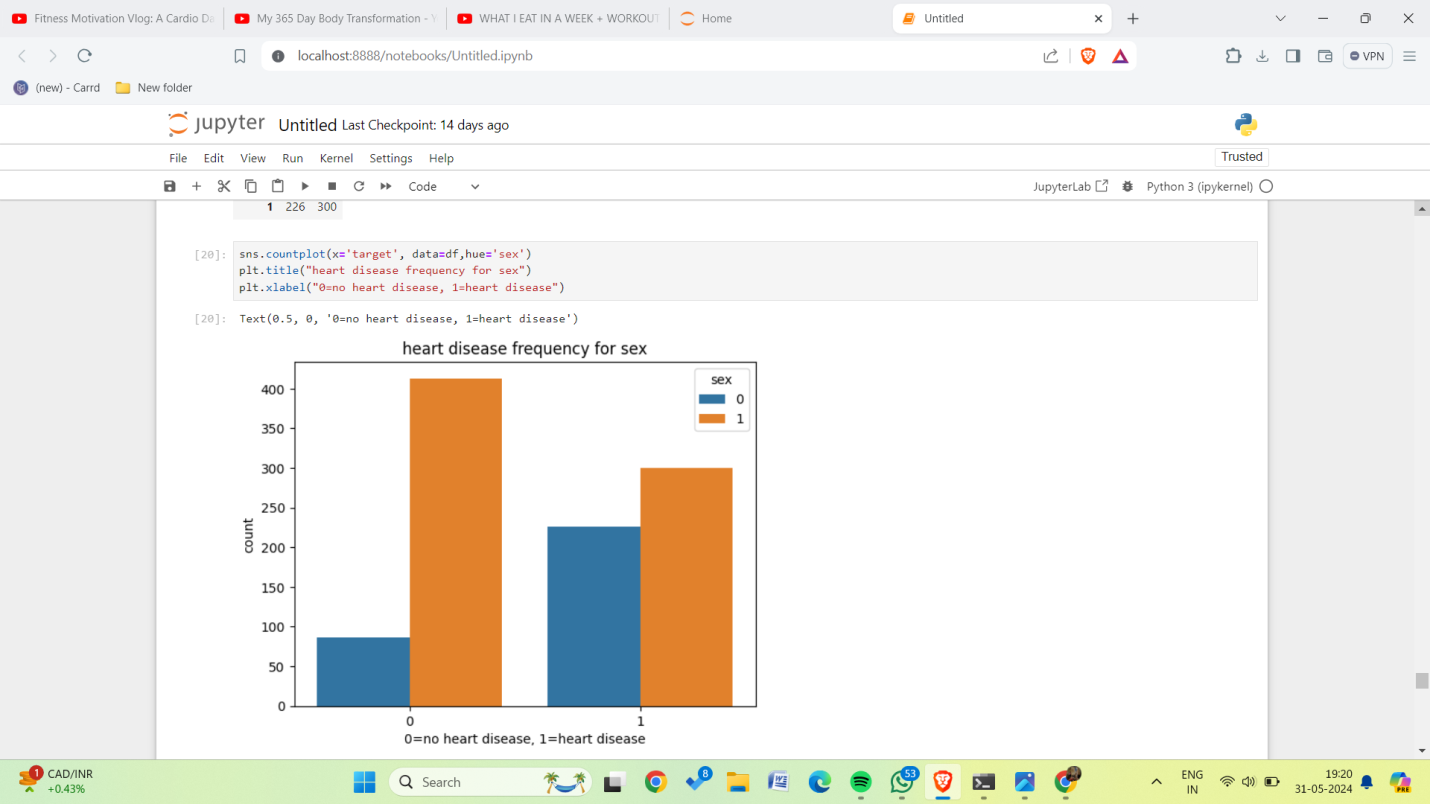 Fitness Motivation Vlog: A Cardio Da
My 365 Day Body Transformation - Y
WHAT I EAT IN A WEEK + WORKOUT
Home
Untitled
localhost:8888/notebooks/Untitled.ipynb
VPN
(new) - Carrd
New folder
jupyter Untitled Last Checkpoint: 14 days ago
File Edit View Run Kernel Settings Help
Trusted
Code
JupyterLab
Python 3 (ipykernel)
1 226 300
[20]: sns.countplot(x='target', data=df,hue='sex')
plt.title("heart disease frequency for sex")
plt.xlabel("0=no heart disease, 1=heart disease")
[20]: Text(0.5, 0, '0=no heart disease, 1=heart disease')
heart disease frequency for sex
sex
0
1
400
350
300
250
200
150
100
50
0
count
0 1
0=no heart disease, 1=heart disease
1
CAD/INR
+0.43%
Search
8
53
ENG
IN
19:20
31-05-2024
PRE